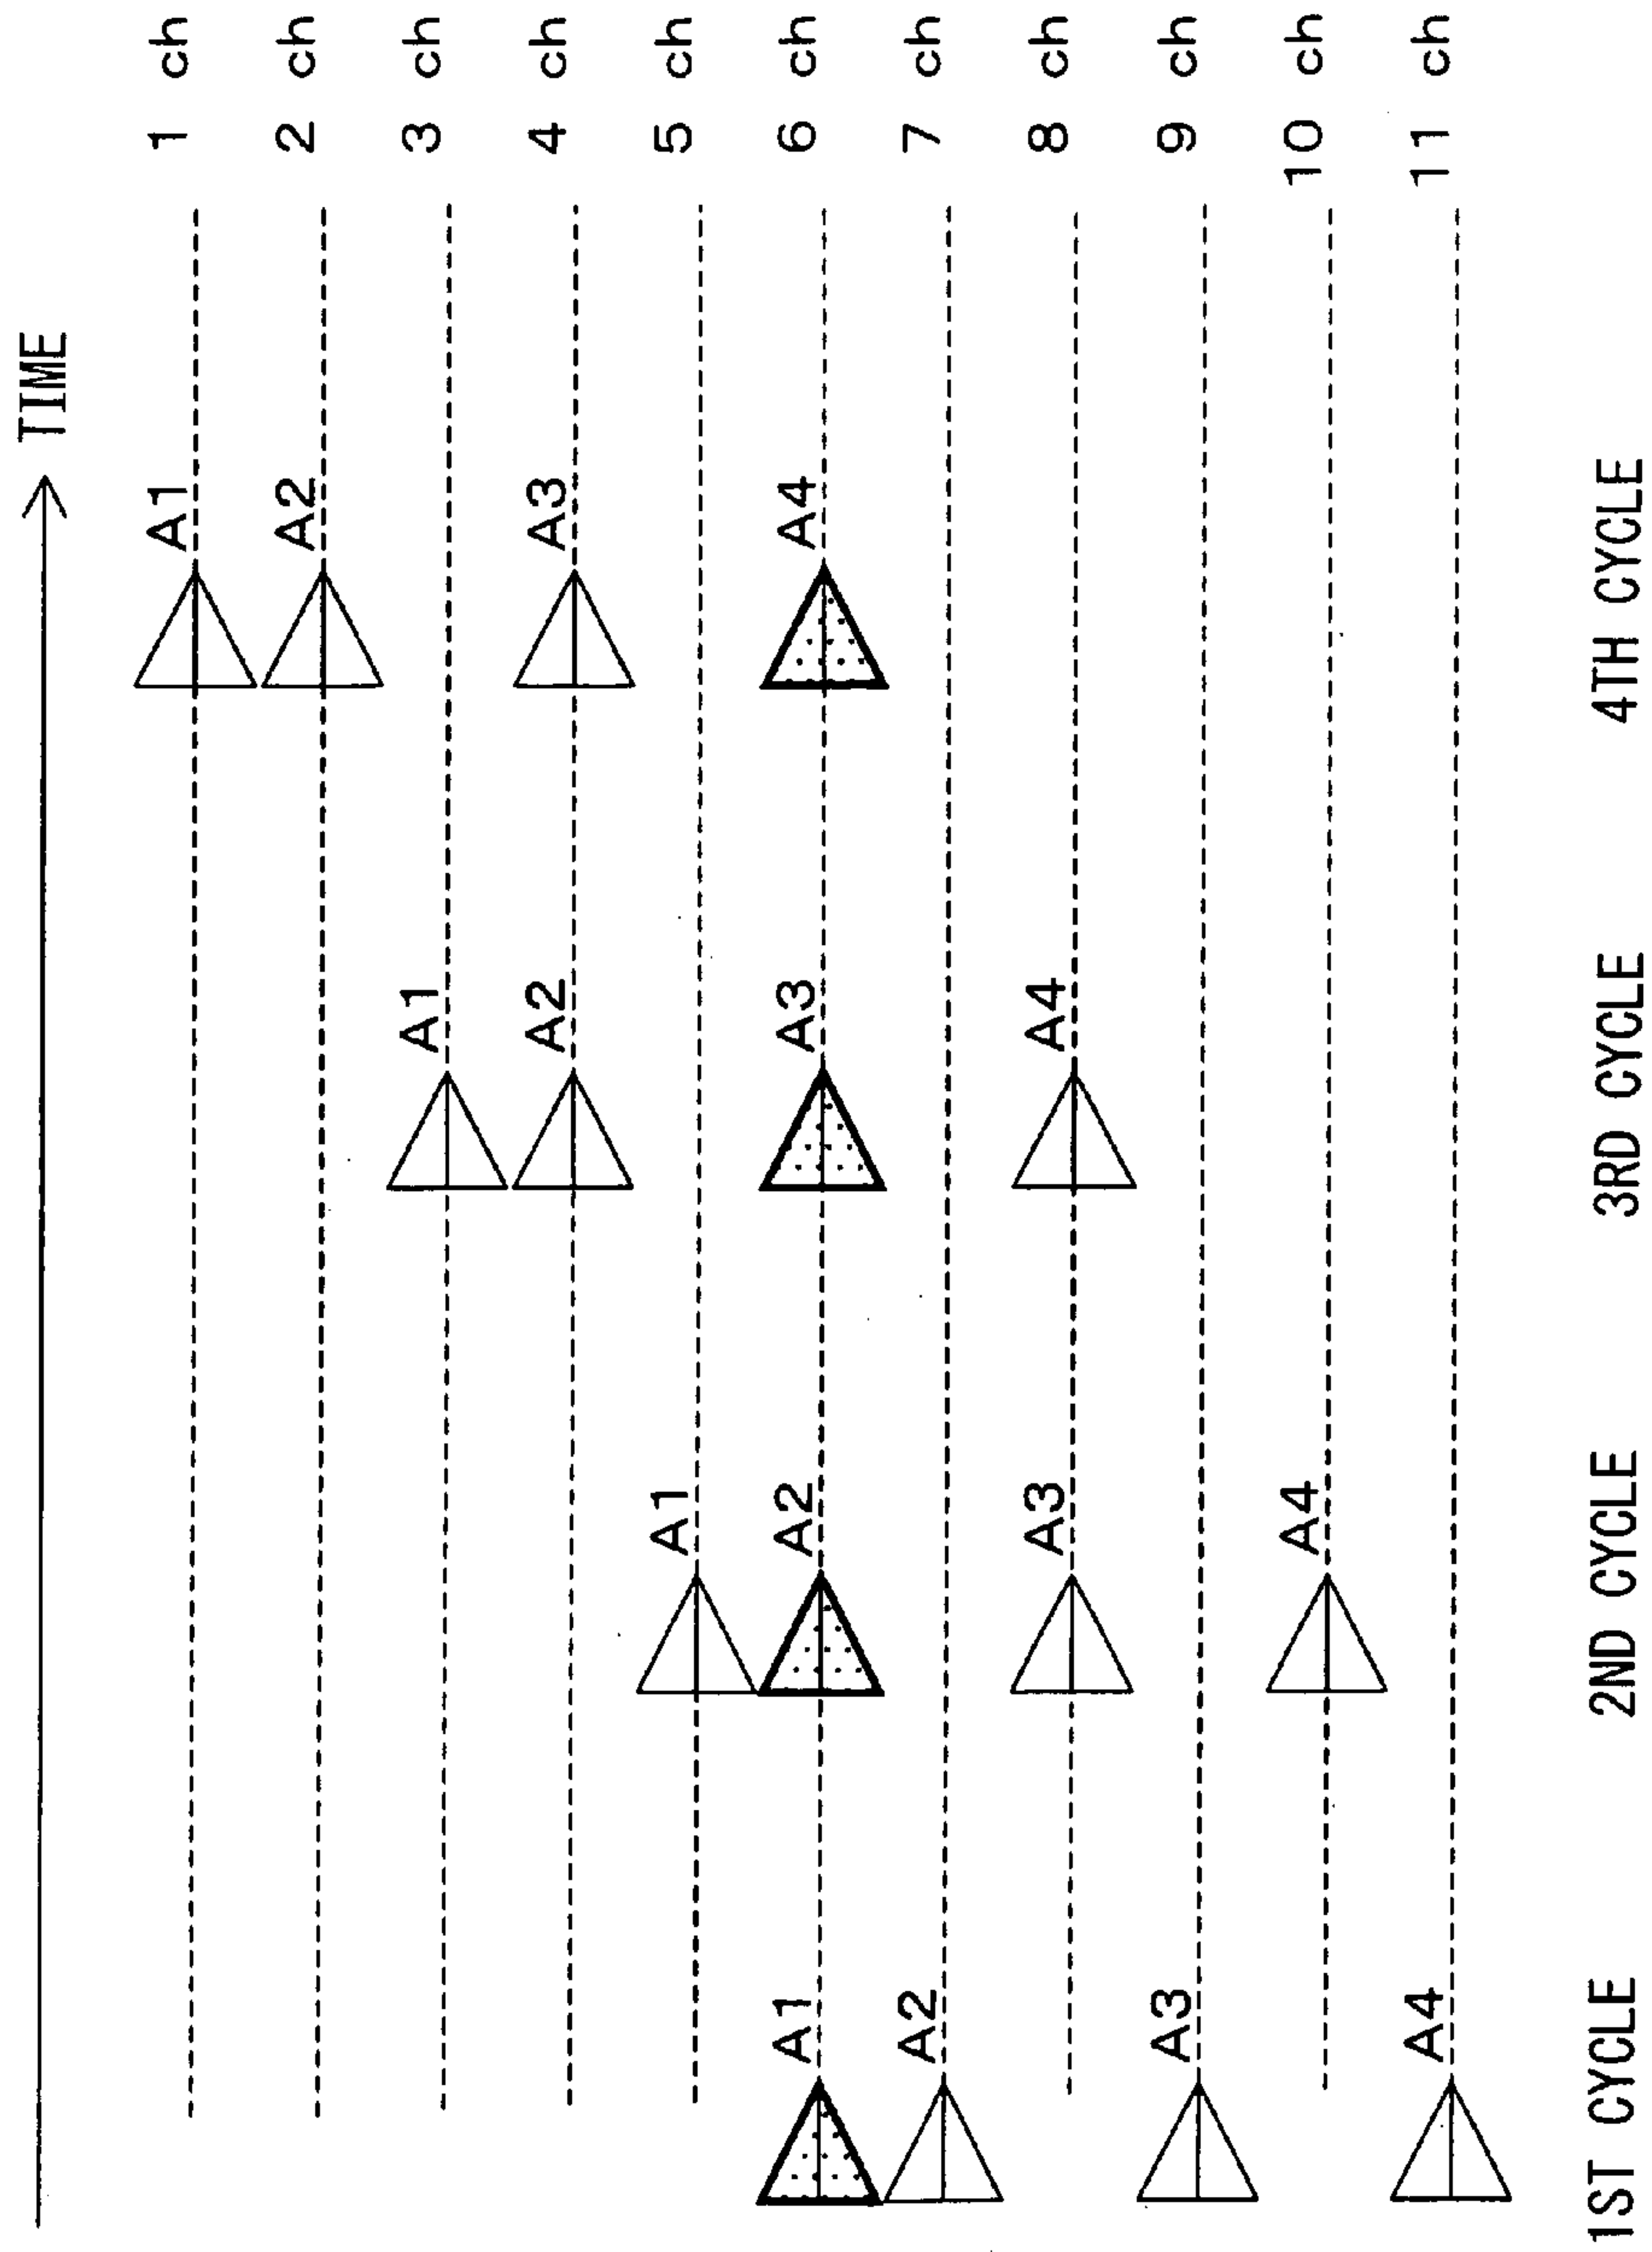 TIME
A1 1 ch
A2 2 ch
A1 3 ch
A2 A3 4 ch
A1 5 ch
A1 A2 A3 A4 6 ch
A2 7 ch
A3 A4 8 ch
A3 9 ch
A4 10 ch
A4 11 ch
1ST CYCLE 2ND CYCLE 3RD CYCLE 4TH CYCLE